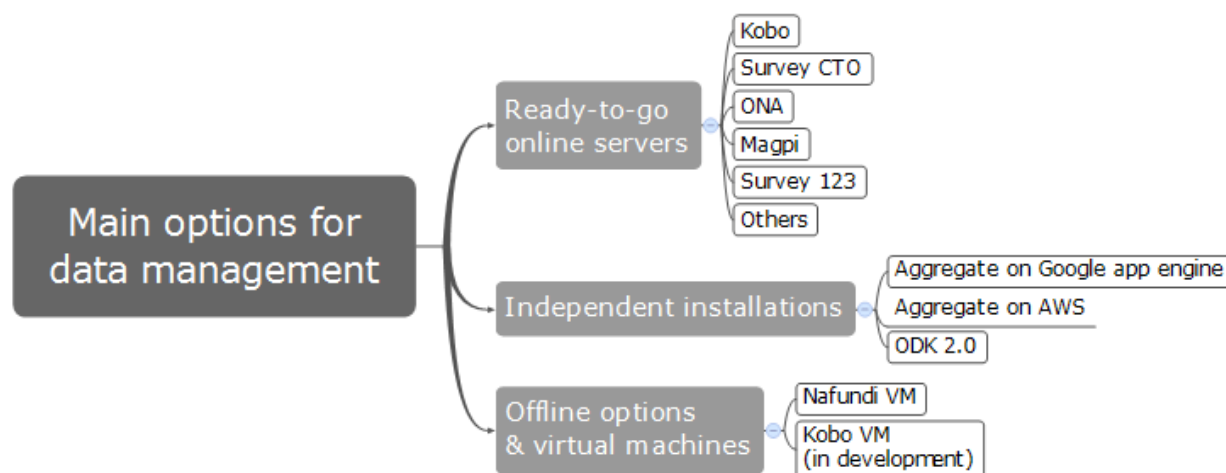 Main options for
data management
Ready-to-go
online servers
Kobo
Survey CTO
ONA
Magpi
Survey 123
Others
Independent installations
Aggregate on Google app engine
Aggregate on AWS
ODK 2.0
Offline options
& virtual machines
Nafundi VM
Kobo VM
(in development)